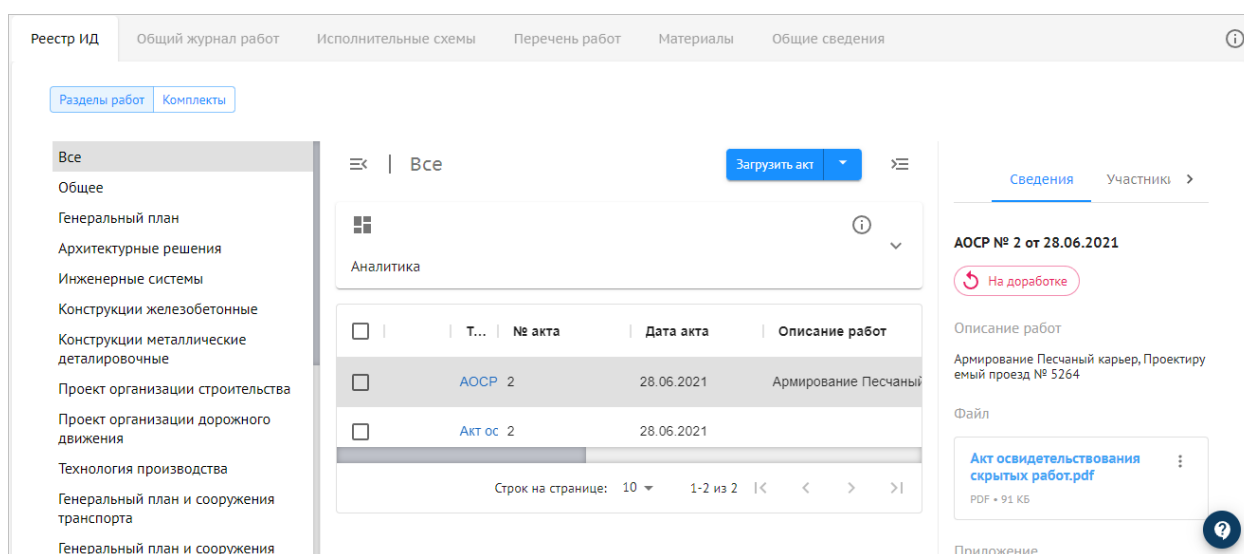 Реестр ИД
Общий журнал работ
Исполнительные схемы
Перечень работ
Материалы
Общие сведения
Разделы работ
Комплекты
Все
Общее
Генеральный план
Архитектурные решения
Инженерные системы
Конструкции железобетонные
Конструкции металлические
деталировочные
Проект организации строительства
Проект организации дорожного
движения
Технология производства
Генеральный план и сооружения
транспорта
Генеральный план и сооружения
Все
Загрузить акт
Аналитика
Т...
№ акта
Дата акта
Описание работ
АОСР
2
28.06.2021
Армирование Песчаный
Акт ос
2
28.06.2021
Строк на странице:
10
1-2 из 2
Сведения
Участники
АОСР № 2 от 28.06.2021
На доработке
Описание работ
Армирование Песчаный карьер, Проектиру
емый проезд № 5264
Файл
Акт освидетельствования
скрытых работ.pdf
PDF • 91 КБ
Приложение